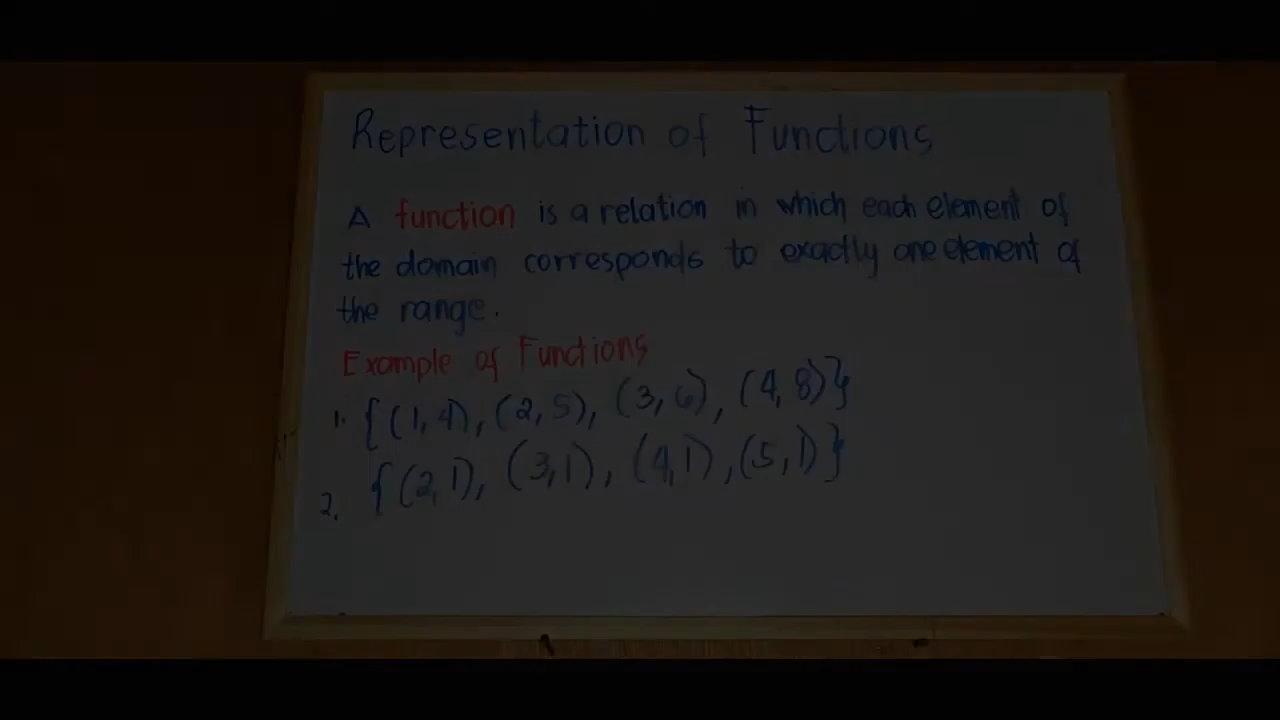 Representation of Functions
A function is a relation in which each element of
the domain corresponds to exactly one element of
the range.
Example of Functions
1. {(1,4), (2,5), (3,6), (4,8)}
2. {(2,1), (3,1), (4,1), (5,1)}